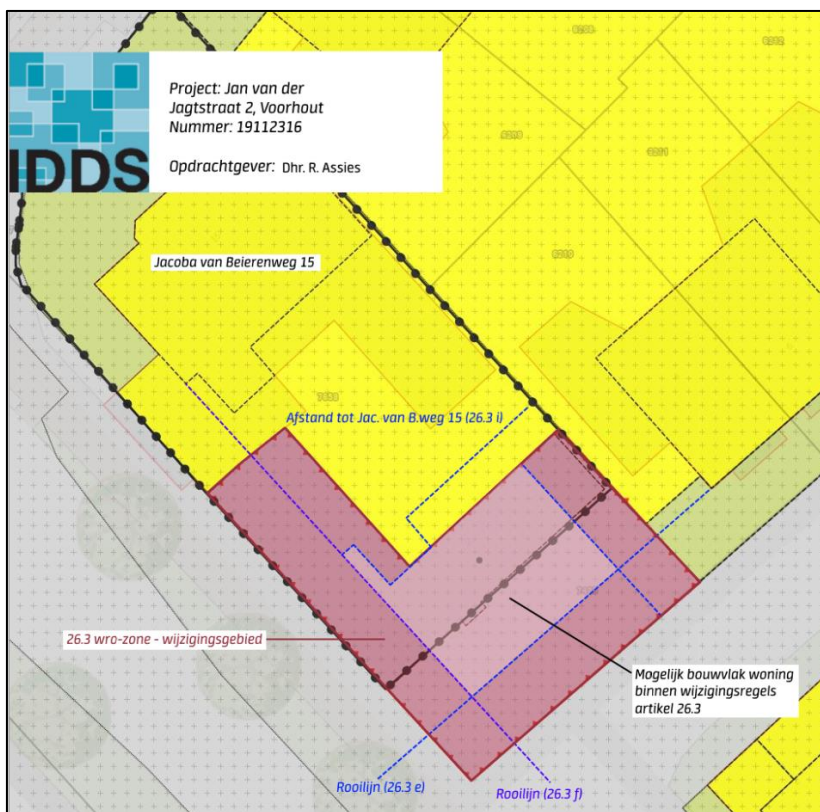 Project: Jan van der
Jagtstraat 2, Voorhout
Nummer: 19112316
Opdrachtgever: Dhr. R. Assies
IDDS
Jacoba van Beierenweg 15
Afstand tot Jac. van B.weg 15 (26.3 i)
26.3 wro-zone - wijzigingsgebied
Mogelijk bouwvlak woning
binnen wijzigingsregels
artikel 26.3
Rooilijn (26.3 e)
Rooilijn (26.3 f)